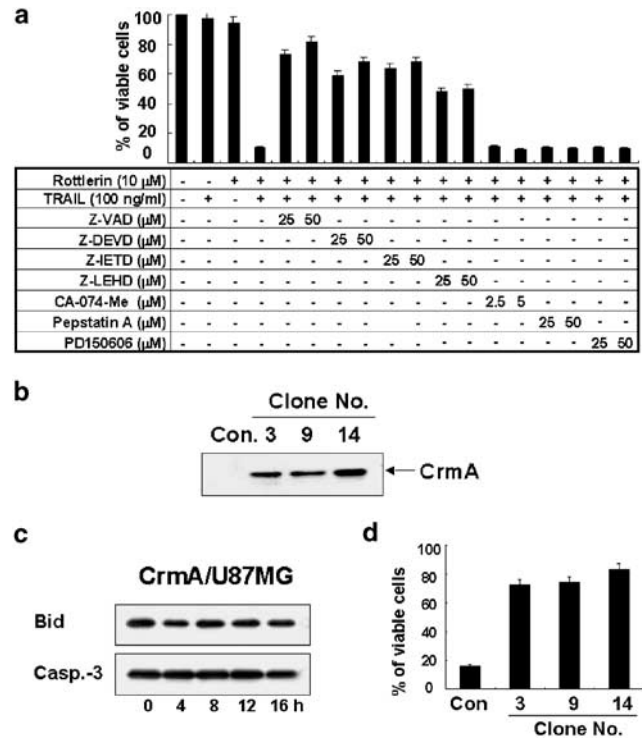 a
% of viable cells
100
80
60
40
20
0
Rottlerin (10 μM) - - + + + + + + + + + + + + + + + +
TRAIL (100 ng/ml) - + - + + + + + + + + + + + + + + +
Z-VAD (μM) - - - - 25 50 - - - - - - - - - - - -
Z-DEVD (μM) - - - - - - 25 50 - - - - - - - - - -
Z-IETD (μM) - - - - - - - - 25 50 - - - - - - - -
Z-LEHD (μM) - - - - - - - - - - 25 50 - - - - - -
CA-074-Me (μM) - - - - - - - - - - - - 2.5 5 - - - -
Pepstatin A (μM) - - - - - - - - - - - - - - 25 50 - -
PD150606 (μM) - - - - - - - - - - - - - - - - 25 50
b
Clone No.
Con. 3 9 14
CrmA
c
CrmA/U87MG
Bid
Casp.-3
0 4 8 12 16 h
d
% of viable cells
100
80
60
40
20
0
Con 3 9 14
Clone No.